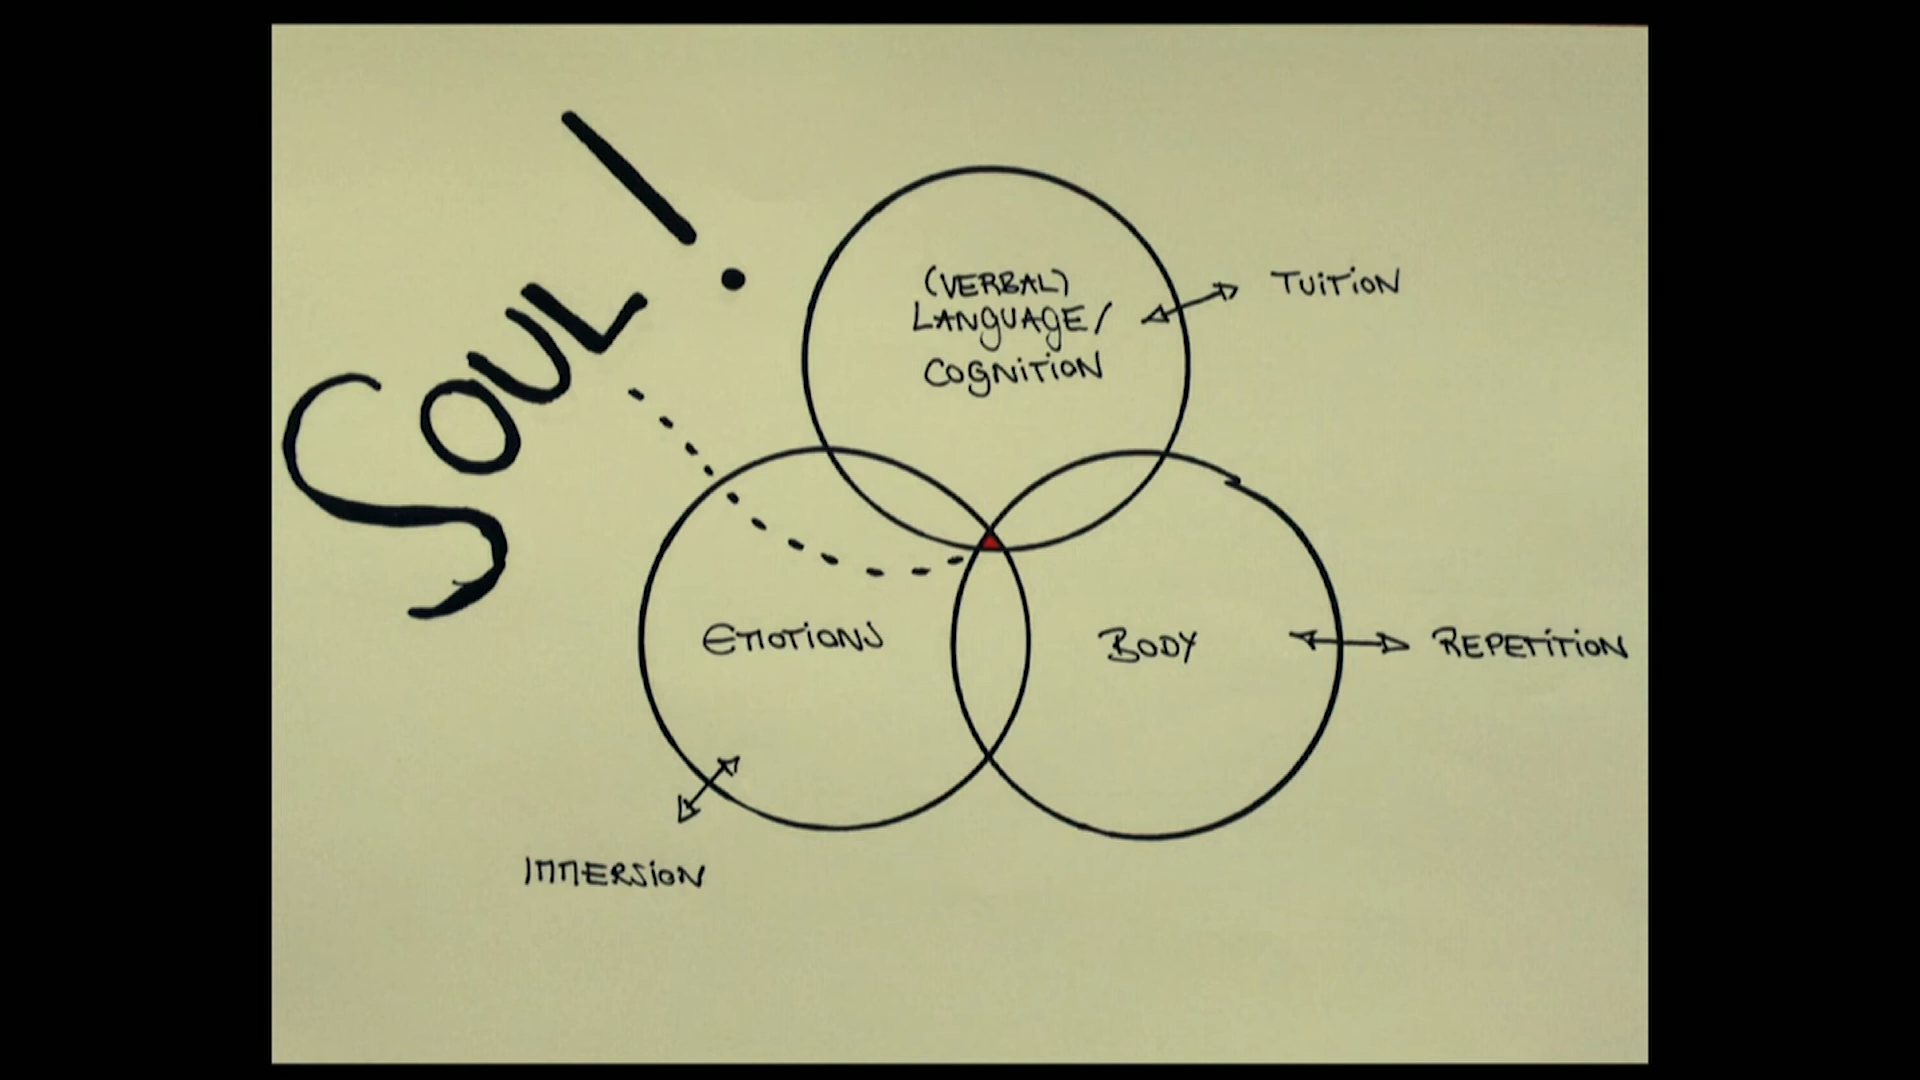 SOUL!
(VERBAL)
LANGUAGE/
COGNITION
TUITION
EMOTIONS
BODY
REPETITION
IMMERSION